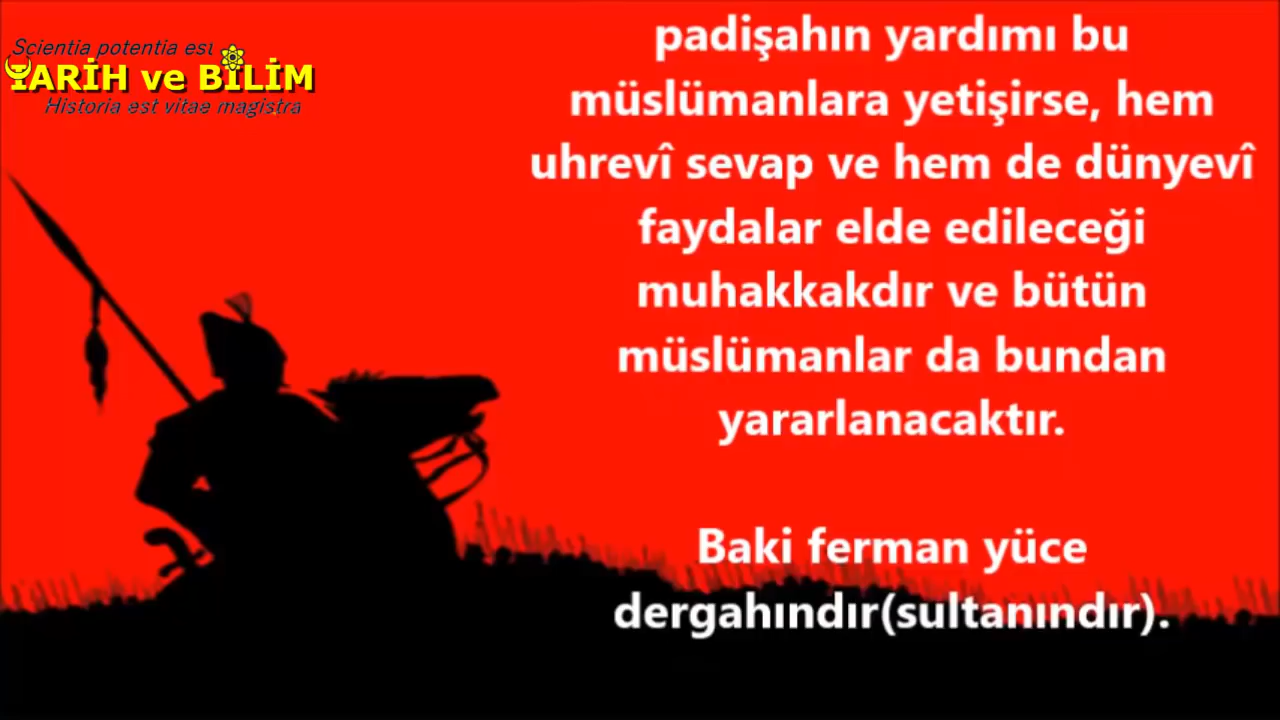 Scientia potentia est
TARİH ve BİLİM
Historia est vitae magistra
padişahın yardımı bu
müslümanlara yetişirse, hem
uhrevî sevap ve hem de dünyevî
faydalar elde edileceği
muhakkakdır ve bütün
müslümanlar da bundan
yararlanacaktır.
Baki ferman yüce
dergahındır(sultanındır).